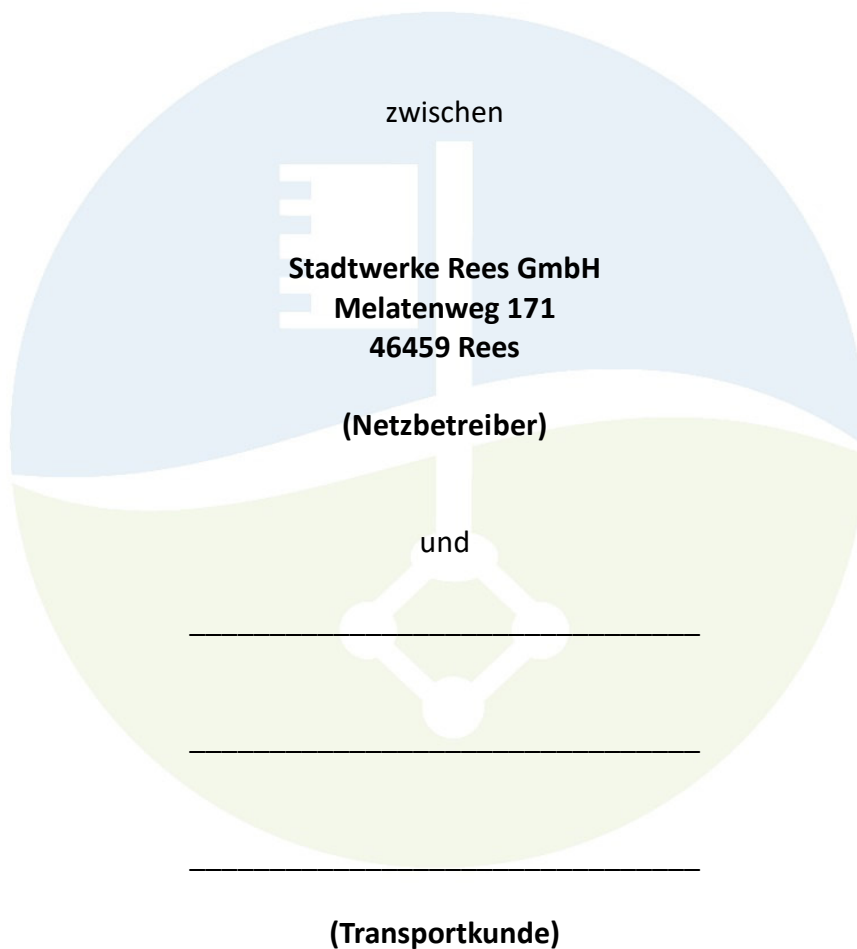 zwischen
Stadtwerke Rees GmbH
Melatenweg 171
46459 Rees
(Netzbetreiber)
und
(Transportkunde)